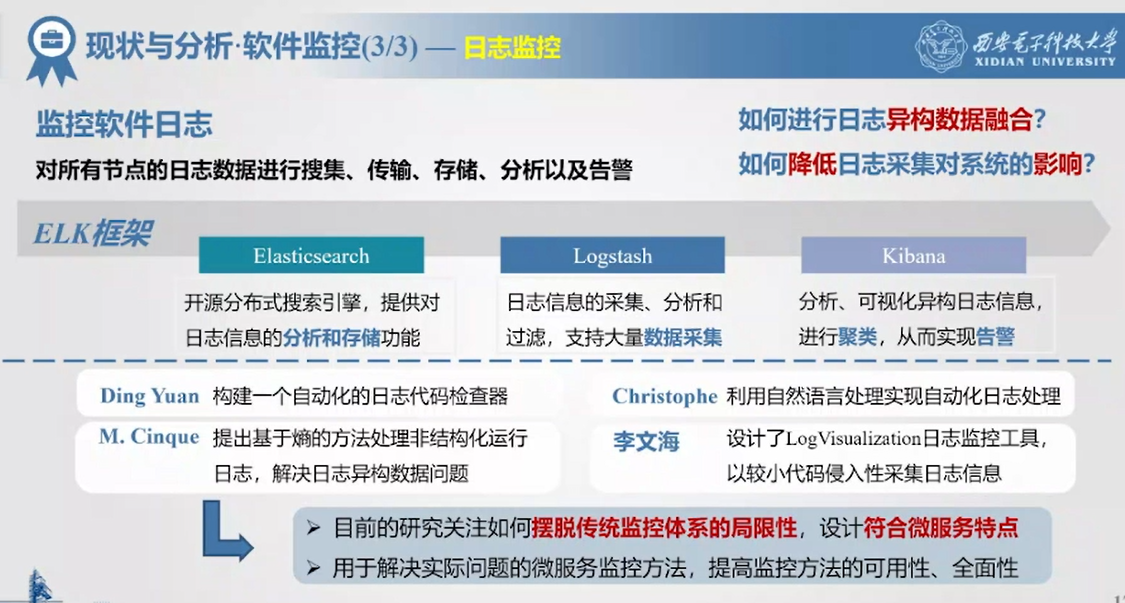 现状与分析·软件监控(3/3) — 日志监控
西安电子科技大学
XIDIAN UNIVERSITY
监控软件日志
对所有节点的日志数据进行搜集、传输、存储、分析以及告警
如何进行日志异构数据融合?
如何降低日志采集对系统的影响?
ELK框架
Elasticsearch
开源分布式搜索引擎，提供对
日志信息的分析和存储功能
Logstash
日志信息的采集、分析和
过滤，支持大量数据采集
Kibana
分析、可视化异构日志信息，
进行聚类，从而实现告警
Ding Yuan 构建一个自动化的日志代码检查器
M. Cinque 提出基于熵的方法处理非结构化运行
日志，解决日志异构数据问题
Christophe 利用自然语言处理实现自动化日志处理
李文海 设计了LogVisualization日志监控工具，
以较小代码侵入性采集日志信息
➢ 目前的研究关注如何摆脱传统监控体系的局限性，设计符合微服务特点
➢ 用于解决实际问题的微服务监控方法，提高监控方法的可用性、全面性